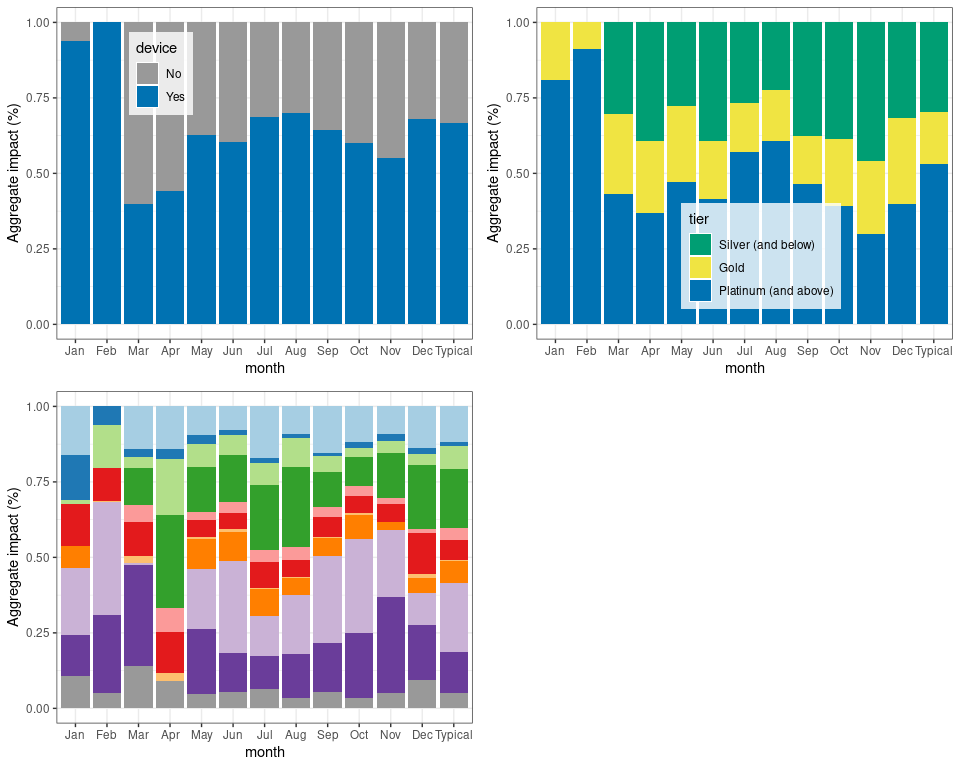 Aggregate impact (%)
1.00
0.75
0.50
0.25
0.00
device
No
Yes
Jan Feb Mar Apr May Jun Jul Aug Sep Oct Nov Dec Typical
month
Aggregate impact (%)
1.00
0.75
0.50
0.25
0.00
tier
Silver (and below)
Gold
Platinum (and above)
Jan Feb Mar Apr May Jun Jul Aug Sep Oct Nov Dec Typical
month
Aggregate impact (%)
1.00
0.75
0.50
0.25
0.00
Jan Feb Mar Apr May Jun Jul Aug Sep Oct Nov Dec Typical
month